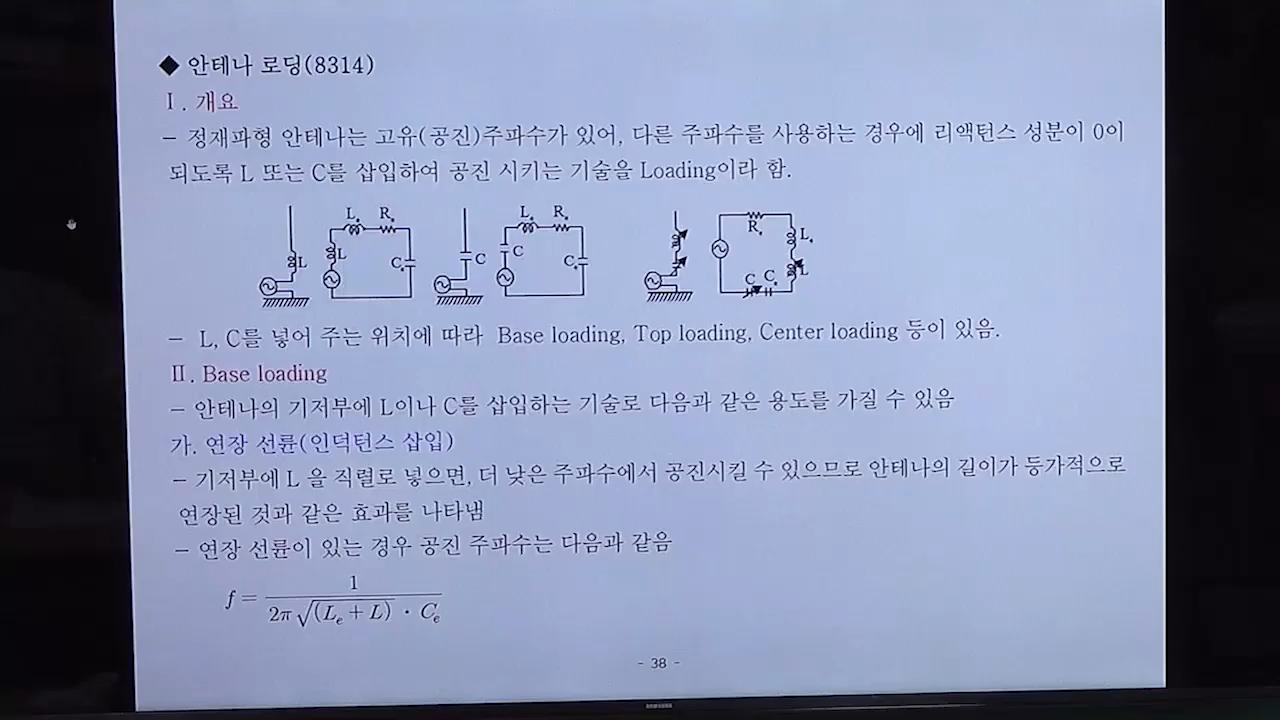 ◆ 안테나 로딩(8314)
Ⅰ. 개요
- 정재파형 안테나는 고유(공진)주파수가 있어, 다른 주파수를 사용하는 경우에 리액턴스 성분이 0이
되도록 L 또는 C를 삽입하여 공진 시키는 기술을 Loading이라 함.
L Lₑ Rₑ L Cₑ C Lₑ Rₑ C Cₑ Rₑ Lₑ L C Cₑ
- L, C를 넣어 주는 위치에 따라 Base loading, Top loading, Center loading 등이 있음.
Ⅱ. Base loading
- 안테나의 기저부에 L이나 C를 삽입하는 기술로 다음과 같은 용도를 가질 수 있음
가. 연장 선륜(인덕턴스 삽입)
- 기저부에 L 을 직렬로 넣으면, 더 낮은 주파수에서 공진시킬 수 있으므로 안테나의 길이가 등가적으로
연장된 것과 같은 효과를 나타냄
- 연장 선륜이 있는 경우 공진 주파수는 다음과 같음
f = 1 / 2π√(Lₑ + L) · Cₑ
- 38 -